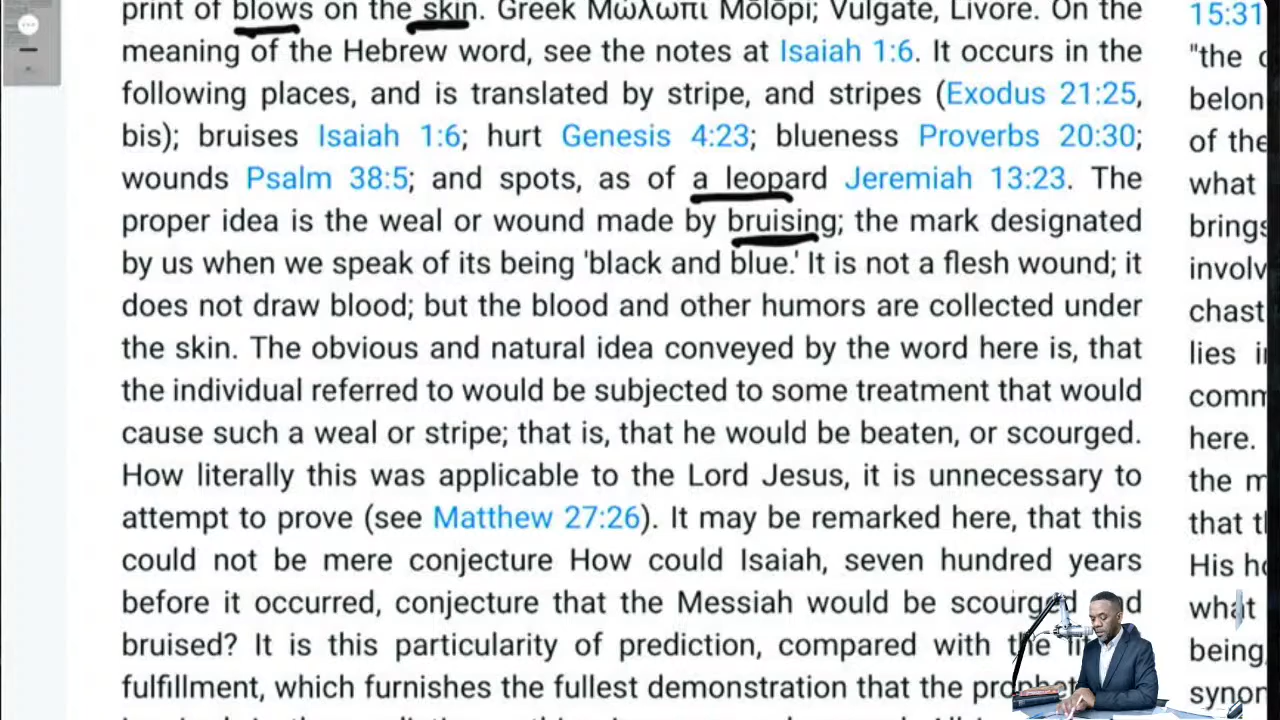 print of blows on the skin. Greek Μώλωπι Mōlōpi; Vulgate, Livore. On the
meaning of the Hebrew word, see the notes at Isaiah 1:6. It occurs in the
following places, and is translated by stripe, and stripes (Exodus 21:25,
bis); bruises Isaiah 1:6; hurt Genesis 4:23; blueness Proverbs 20:30;
wounds Psalm 38:5; and spots, as of a leopard Jeremiah 13:23. The
proper idea is the weal or wound made by bruising; the mark designated
by us when we speak of its being 'black and blue.' It is not a flesh wound; it
does not draw blood; but the blood and other humors are collected under
the skin. The obvious and natural idea conveyed by the word here is, that
the individual referred to would be subjected to some treatment that would
cause such a weal or stripe; that is, that he would be beaten, or scourged.
How literally this was applicable to the Lord Jesus, it is unnecessary to
attempt to prove (see Matthew 27:26). It may be remarked here, that this
could not be mere conjecture How could Isaiah, seven hundred years
before it occurred, conjecture that the Messiah would be scourged and
bruised? It is this particularity of prediction, compared with the
fulfillment, which furnishes the fullest demonstration that the
15:31
"the
belon
of the
what
brings
involv
chast
lies
comm
here.
the
that
His
what
being,
synon